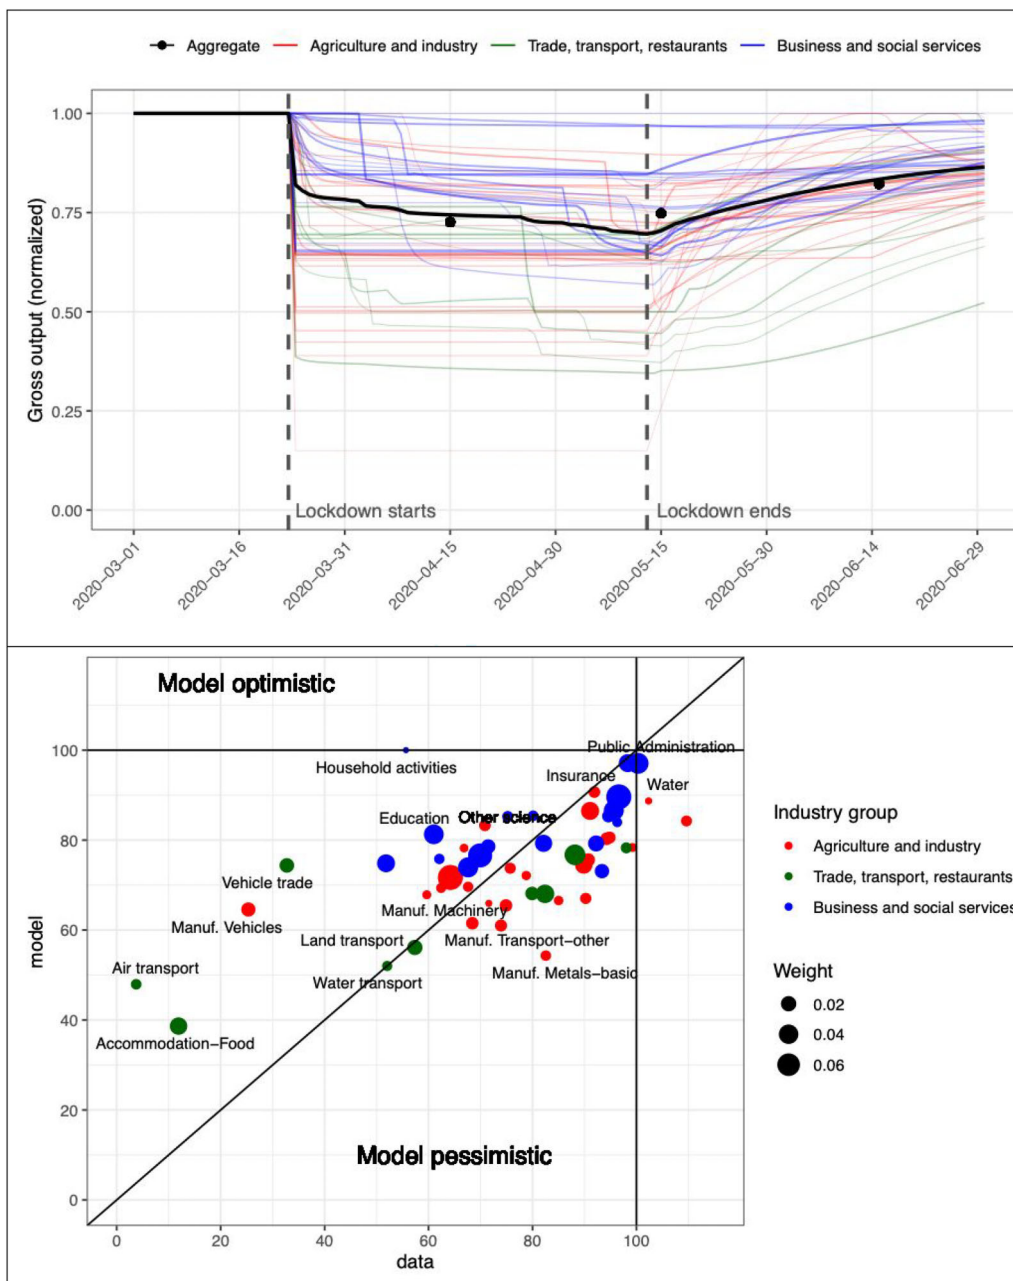 Aggregate Agriculture and industry Trade, transport, restaurants Business and social services
Gross output (normalized)
1.00
0.75
0.50
0.25
0.00
Lockdown starts Lockdown ends
2020-03-01 2020-03-16 2020-03-31 2020-04-15 2020-04-30 2020-05-15 2020-05-30 2020-06-14 2020-06-29
Model optimistic
Public Administration
Household activities
Insurance
Water
Education
Other science
Vehicle trade
Manuf. Machinery
Manuf. Vehicles
Land transport
Manuf. Transport-other
Air transport
Manuf. Metals-basic
Water transport
Accommodation-Food
Model pessimistic
model
100
80
60
40
20
0
0 20 40 60 80 100
data
Industry group
Agriculture and industry
Trade, transport, restaurants
Business and social services
Weight
0.02
0.04
0.06